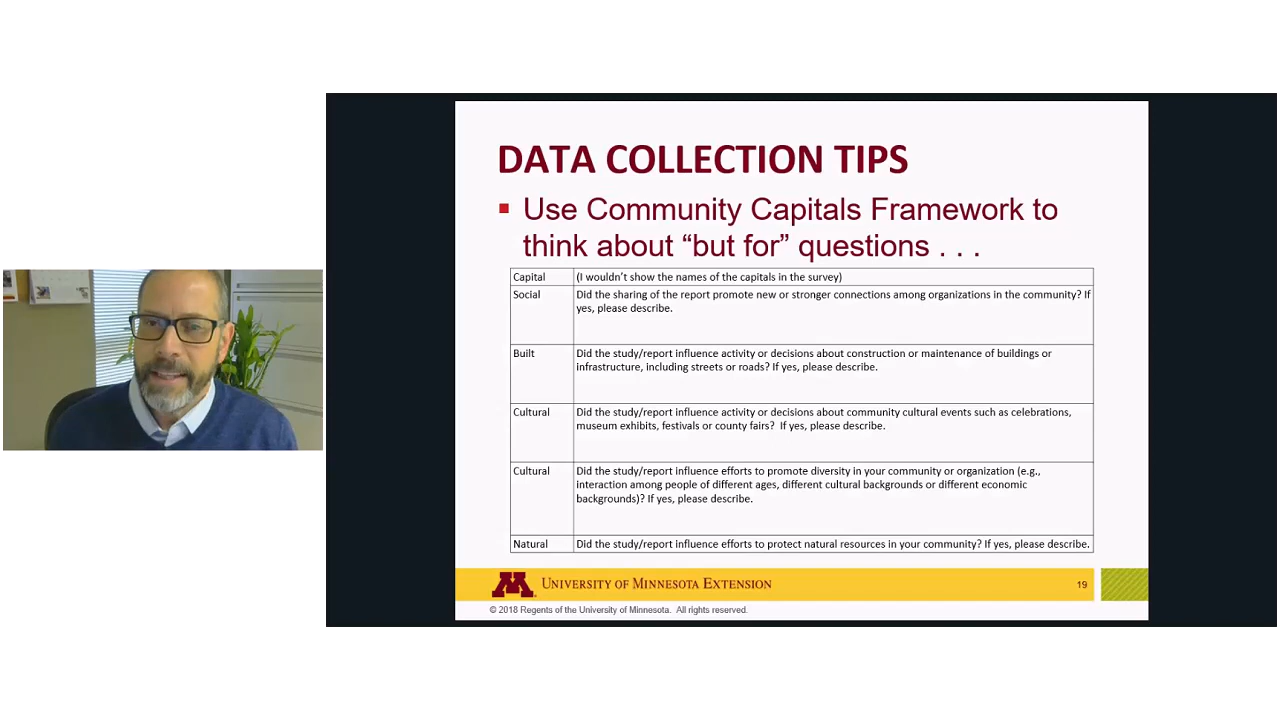 DATA COLLECTION TIPS
Use Community Capitals Framework to
think about “but for” questions . . .
Capital (I wouldn’t show the names of the capitals in the survey)
Social Did the sharing of the report promote new or stronger connections among organizations in the community? If
yes, please describe.
Built Did the study/report influence activity or decisions about construction or maintenance of buildings or
infrastructure, including streets or roads? If yes, please describe.
Cultural Did the study/report influence activity or decisions about community cultural events such as celebrations,
museum exhibits, festivals or county fairs? If yes, please describe.
Cultural Did the study/report influence efforts to promote diversity in your community or organization (e.g.,
interaction among people of different ages, different cultural backgrounds or different economic
backgrounds)? If yes, please describe.
Natural Did the study/report influence efforts to protect natural resources in your community? If yes, please describe.
M UNIVERSITY OF MINNESOTA EXTENSION 19
© 2018 Regents of the University of Minnesota. All rights reserved.